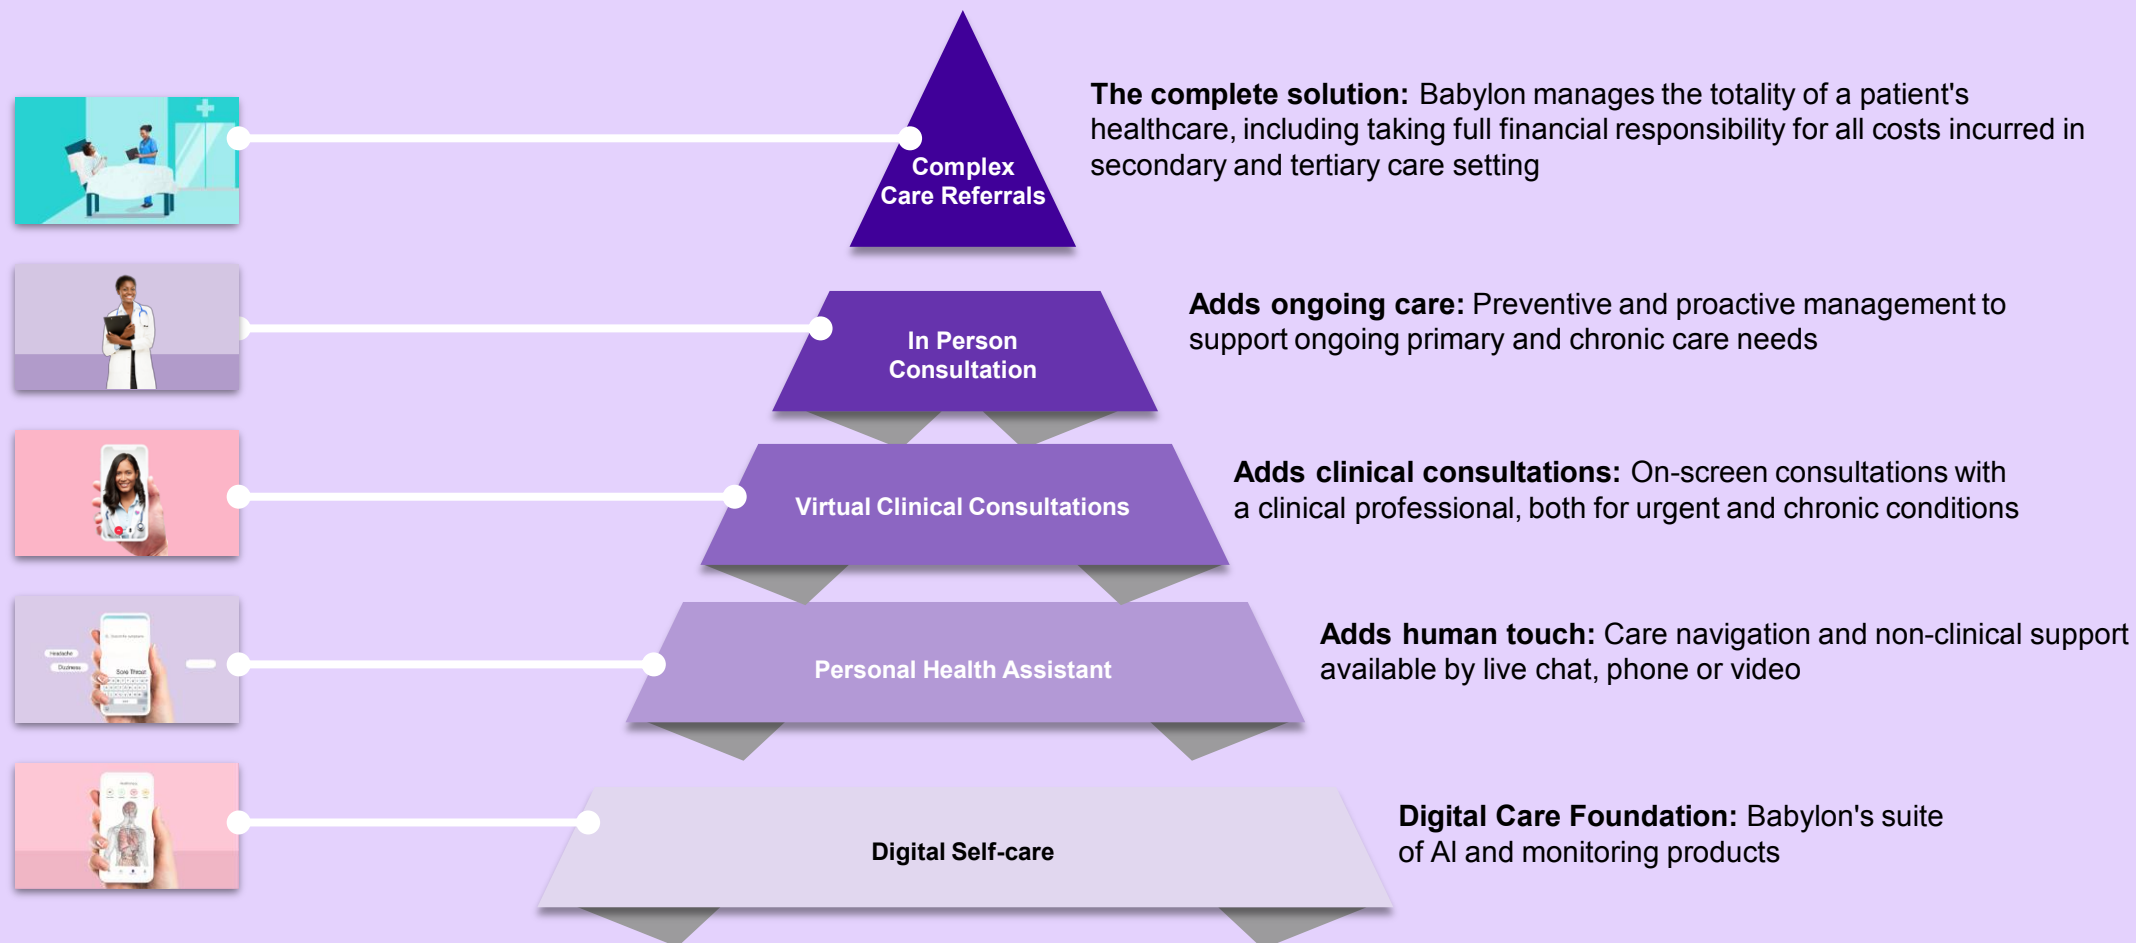 The complete solution: Babylon manages the totality of a patient's
healthcare, including taking full financial responsibility for all costs incurred in
secondary and tertiary care setting
Complex
Care Referrals
Adds ongoing care: Preventive and proactive management to
support ongoing primary and chronic care needs
In Person
Consultation
Adds clinical consultations: On-screen consultations with
a clinical professional, both for urgent and chronic conditions
Virtual Clinical Consultations
Adds human touch: Care navigation and non-clinical support
available by live chat, phone or video
Personal Health Assistant
Headache
Dizziness
Sore Throat
Digital Care Foundation: Babylon's suite
of AI and monitoring products
Digital Self-care